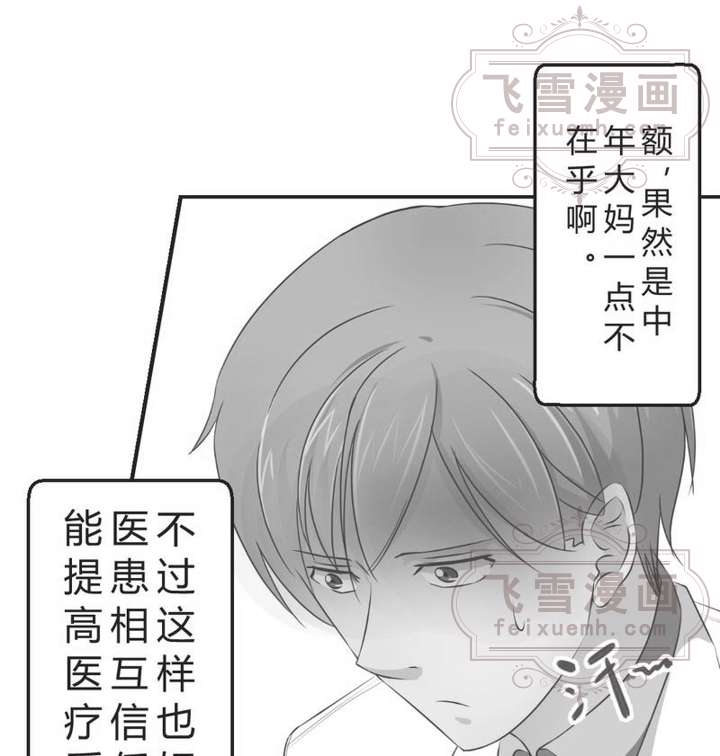 飞雪漫画
feixuemh.com
额，果然是中
年大妈一点不
在乎啊。
不过这样也
医患相互信
能提高医疗
飞雪漫画
feixuemh.com
汗